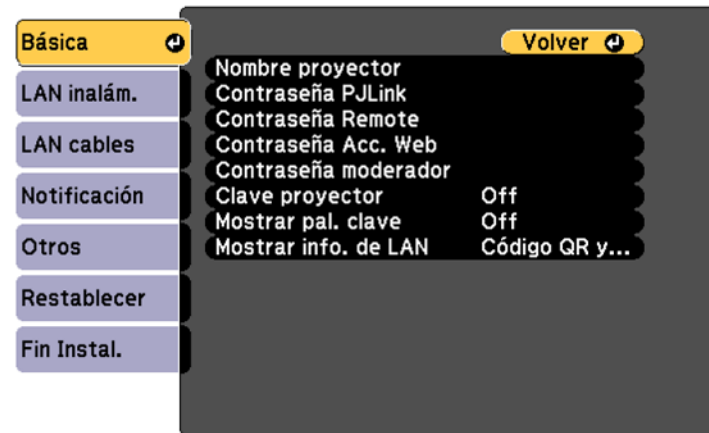 Básica
LAN inalám.
LAN cables
Notificación
Otros
Restablecer
Fin Instal.
Volver
Nombre proyector
Contraseña PJLink
Contraseña Remote
Contraseña Acc. Web
Contraseña moderador
Clave proyector Off
Mostrar pal. clave Off
Mostrar info. de LAN Código QR y...